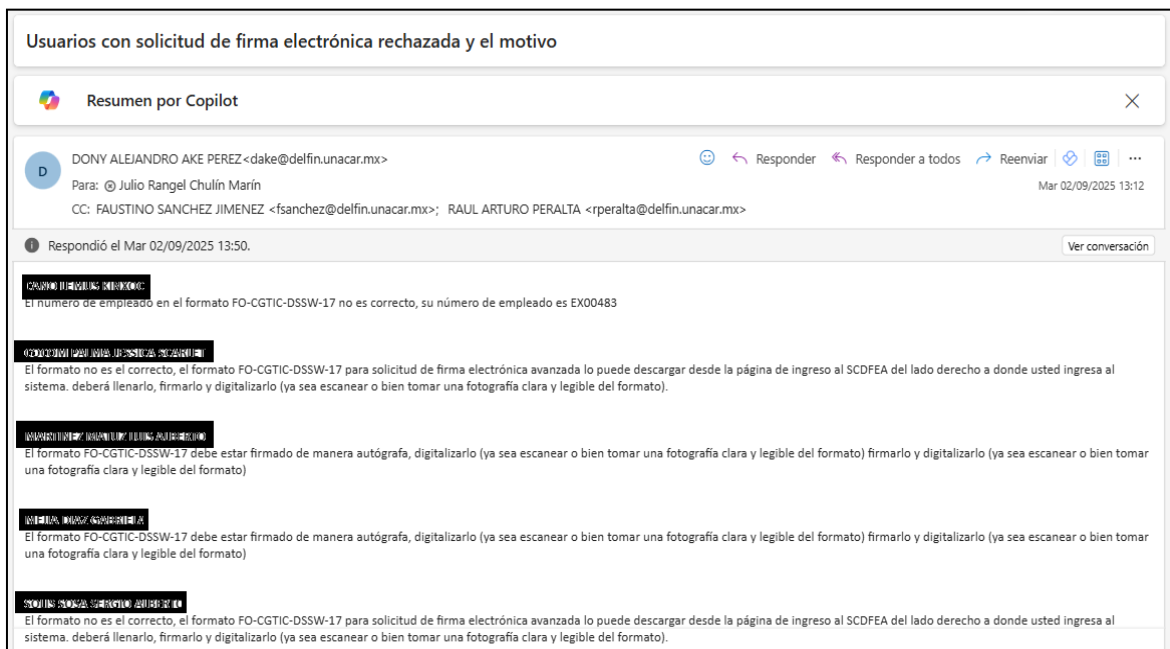 Usuarios con solicitud de firma electrónica rechazada y el motivo
Resumen por Copilot
D
DONY ALEJANDRO AKE PEREZ<dake@delfin.unacar.mx>
Responder
Responder a todos
Reenviar
Para: Julio Rangel Chulín Marín
Mar 02/09/2025 13:12
CC: FAUSTINO SANCHEZ JIMENEZ <fsanchez@delfin.unacar.mx>; RAUL ARTURO PERALTA <rperalta@delfin.unacar.mx>
Respondió el Mar 02/09/2025 13:50.
Ver conversación
El número de empleado en el formato FO-CGTIC-DSSW-17 no es correcto, su número de empleado es EX00483
El formato no es el correcto, el formato FO-CGTIC-DSSW-17 para solicitud de firma electrónica avanzada lo puede descargar desde la página de ingreso al SCDFEA del lado derecho a donde usted ingresa al
sistema. deberá llenarlo, firmarlo y digitalizarlo (ya sea escanear o bien tomar una fotografía clara y legible del formato).
El formato FO-CGTIC-DSSW-17 debe estar firmado de manera autógrafa, digitalizarlo (ya sea escanear o bien tomar una fotografía clara y legible del formato) firmarlo y digitalizarlo (ya sea escanear o bien tomar
una fotografía clara y legible del formato)
El formato FO-CGTIC-DSSW-17 debe estar firmado de manera autógrafa, digitalizarlo (ya sea escanear o bien tomar una fotografía clara y legible del formato) firmarlo y digitalizarlo (ya sea escanear o bien tomar
una fotografía clara y legible del formato)
El formato no es el correcto, el formato FO-CGTIC-DSSW-17 para solicitud de firma electrónica avanzada lo puede descargar desde la página de ingreso al SCDFEA del lado derecho a donde usted ingresa al
sistema. deberá llenarlo, firmarlo y digitalizarlo (ya sea escanear o bien tomar una fotografía clara y legible del formato).